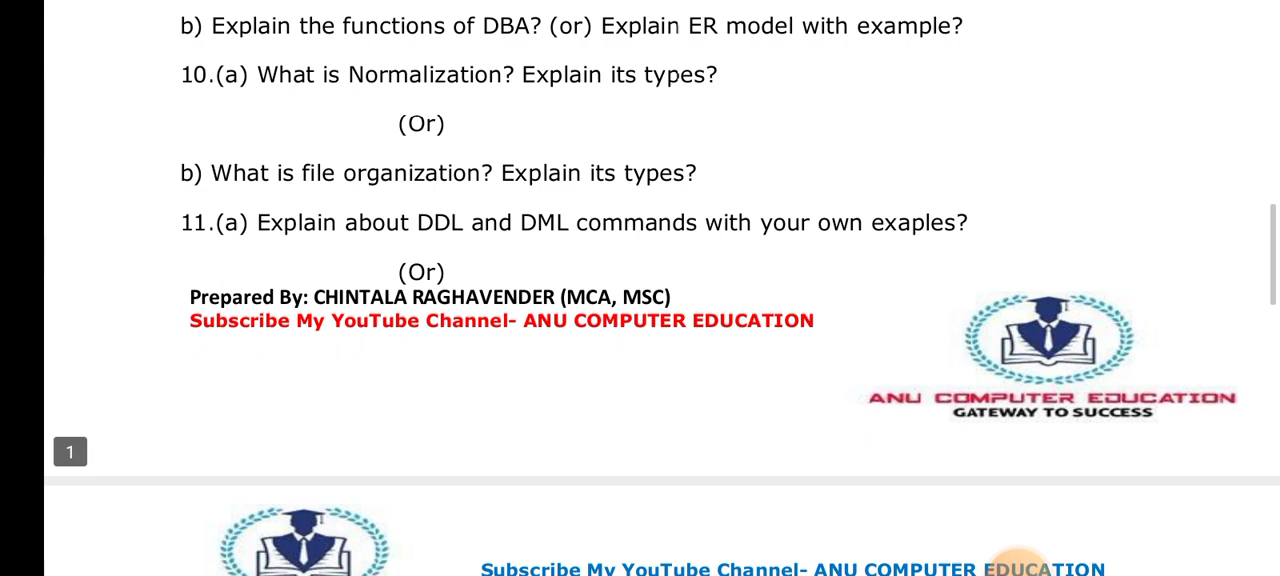 b) Explain the functions of DBA? (or) Explain ER model with example?
10.(a) What is Normalization? Explain its types?
(Or)
b) What is file organization? Explain its types?
11.(a) Explain about DDL and DML commands with your own exaples?
(Or)
Prepared By: CHINTALA RAGHAVENDER (MCA, MSC)
Subscribe My YouTube Channel- ANU COMPUTER EDUCATION
ANU COMPUTER EDUCATION
GATEWAY TO SUCCESS
1
Subscribe My YouTube Channel- ANU COMPUTER EDUCATION